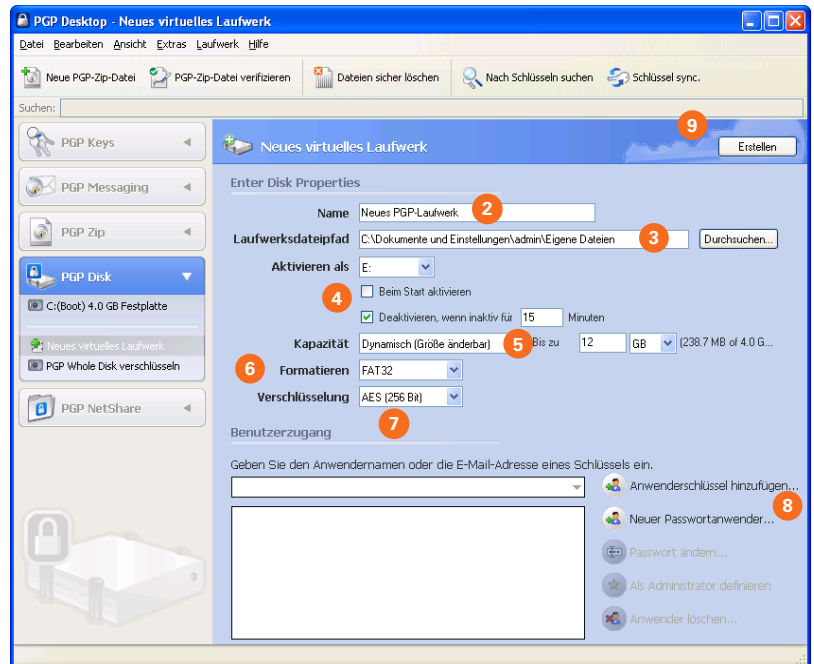 PGP Desktop - Neues virtuelles Laufwerk
Datei Bearbeiten Ansicht Extras Laufwerk Hilfe
Neue PGP-Zip-Datei PGP-Zip-Datei verifizieren Dateien sicher löschen Nach Schlüsseln suchen Schlüssel sync.
Suchen:
9
PGP Keys
Neues virtuelles Laufwerk
Erstellen
PGP Messaging
Enter Disk Properties
Name Neues PGP-Laufwerk 2
PGP Zip
Laufwerksdateipfad C:\Dokumente und Einstellungen\admin\Eigene Dateien 3 Durchsuchen...
PGP Disk
Aktivieren als E:
4
Beim Start aktivieren
C:(Boot) 4.0 GB Festplatte
Deaktivieren, wenn inaktiv für 15 Minuten
Neues virtuelles Laufwerk
Kapazität Dynamisch (Größe änderbar) 5 Bis zu 12 GB (238.7 MB of 4.0 G...
PGP Whole Disk verschlüsseln
6 Formatieren FAT32
Verschlüsselung AES (256 Bit)
PGP NetShare
7
Benutzerzugang
Geben Sie den Anwendernamen oder die E-Mail-Adresse eines Schlüssels ein.
Anwenderschlüssel hinzufügen...
8
Neuer Passwortanwender...
Passwort ändern...
Als Administrator definieren
Anwender löschen...